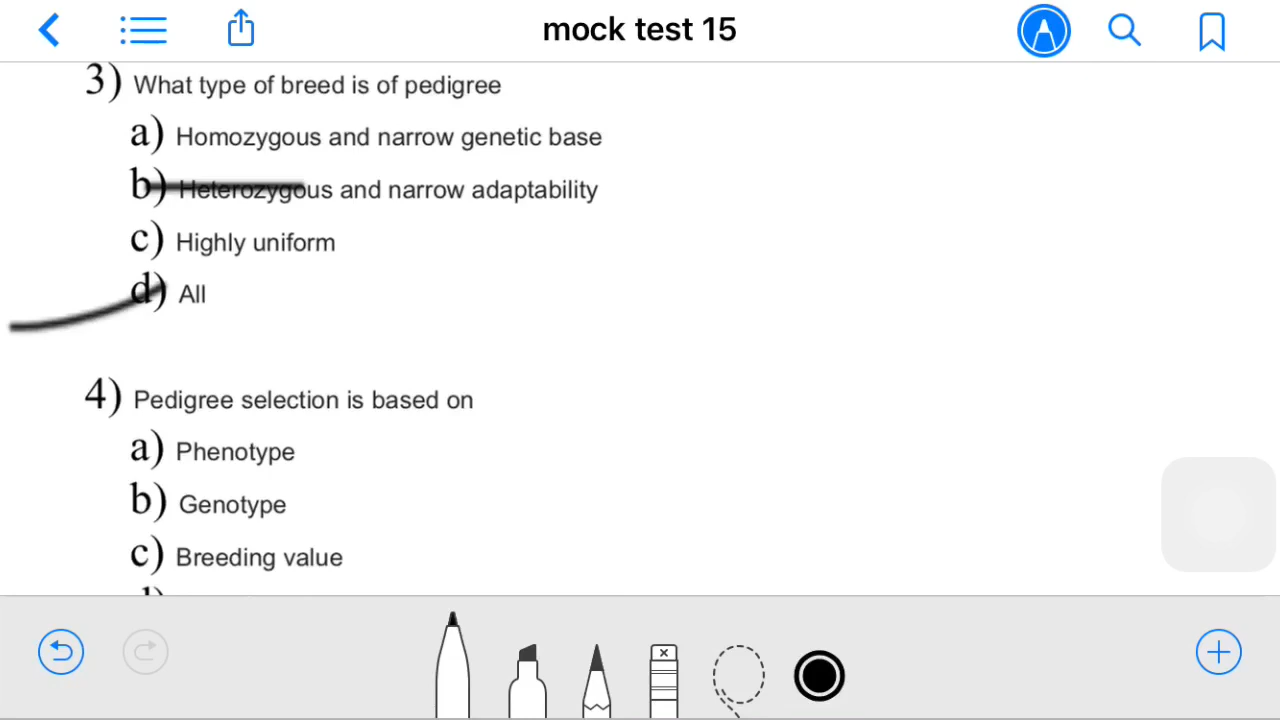 mock test 15
3) What type of breed is of pedigree
a) Homozygous and narrow genetic base
b) Heterozygous and narrow adaptability
c) Highly uniform
d) All
4) Pedigree selection is based on
a) Phenotype
b) Genotype
c) Breeding value